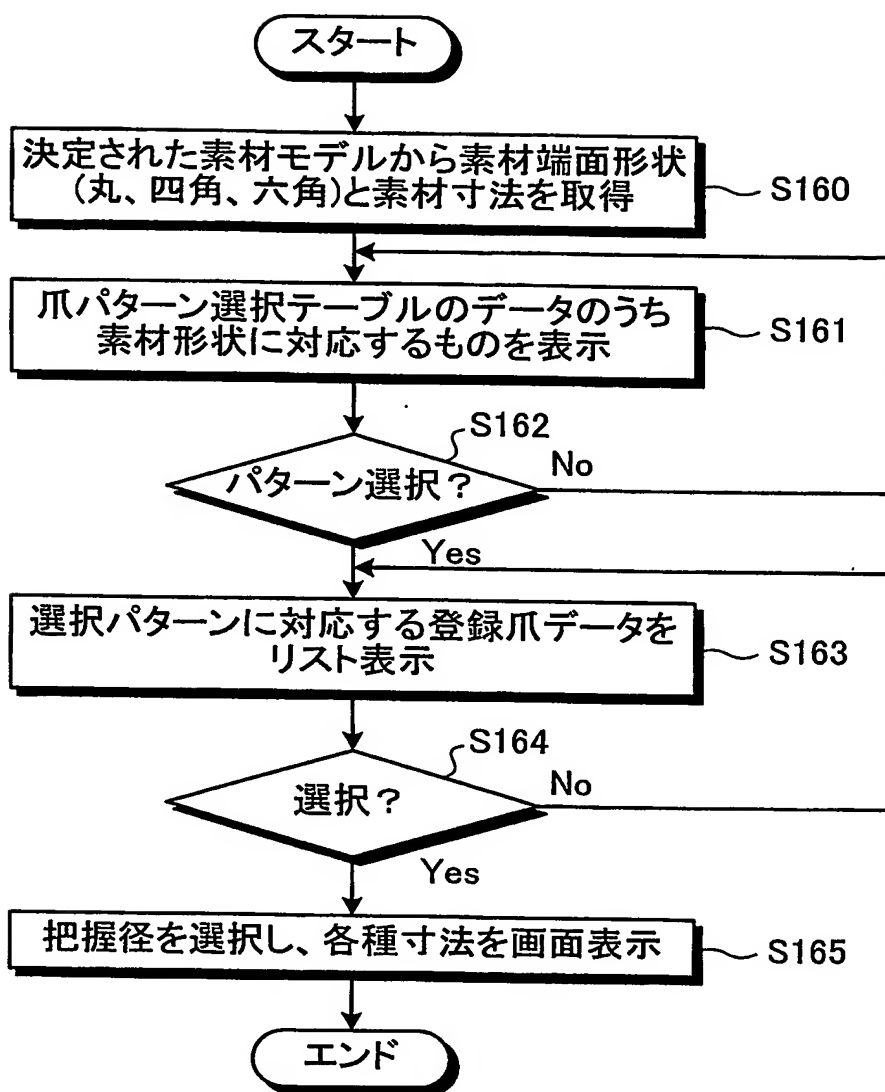 スタート
決定された素材モデルから素材端面形状
(丸、四角、六角)と素材寸法を取得
S160
爪パターン選択テーブルのデータのうち
素材形状に対応するものを表示
S161
S162
パターン選択?
No
Yes
選択パターンに対応する登録爪データを
リスト表示
S163
S164
選択?
No
Yes
把握径を選択し、各種寸法を画面表示
S165
エンド